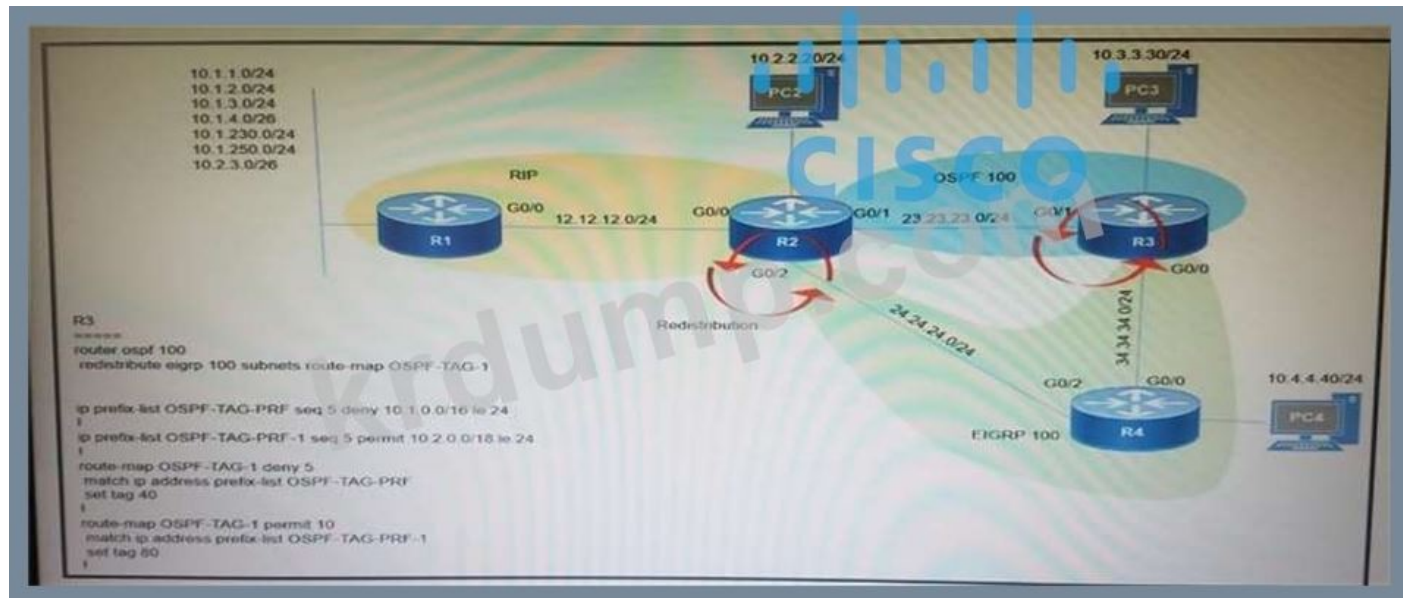 10.1.1.0/24
10.1.2.0/24
10.1.3.0/24
10.1.4.0/26
10.1.230.0/24
10.1.250.0/24
10.2.3.0/26
10.2.2.20/24
PC2
10.3.3.30/24
PC3
CISCO
RIP
OSPF 100
G0/0
12.12.12.0/24
G0/0
G0/1
23.23.23.0/24
G0/1
R1
R2
R3
G0/2
G0/0
Redistribution
24.24.24.0/24
34.34.34.0/24
G0/2
G0/0
10.4.4.40/24
PC4
EIGRP 100
R4
krdump.com
R3
=====
router ospf 100
redistribute eigrp 100 subnets route-map OSPF-TAG-1
ip prefix-list OSPF-TAG-PRF seq 5 deny 10.1.0.0/16 le 24
!
ip prefix-list OSPF-TAG-PRF-1 seq 5 permit 10.2.0.0/18 le 24
!
route-map OSPF-TAG-1 deny 5
match ip address prefix-list OSPF-TAG-PRF
set tag 40
!
route-map OSPF-TAG-1 permit 10
match ip address prefix-list OSPF-TAG-PRF-1
set tag 80
!